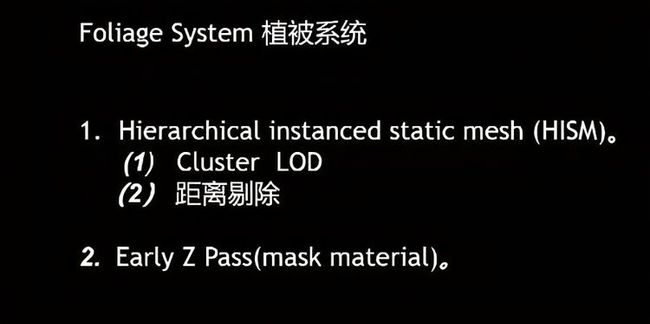 Foliage System 植被系统
1. Hierarchical instanced static mesh (HISM)。
(1) Cluster LOD
(2) 距离剔除
2. Early Z Pass(mask material)。